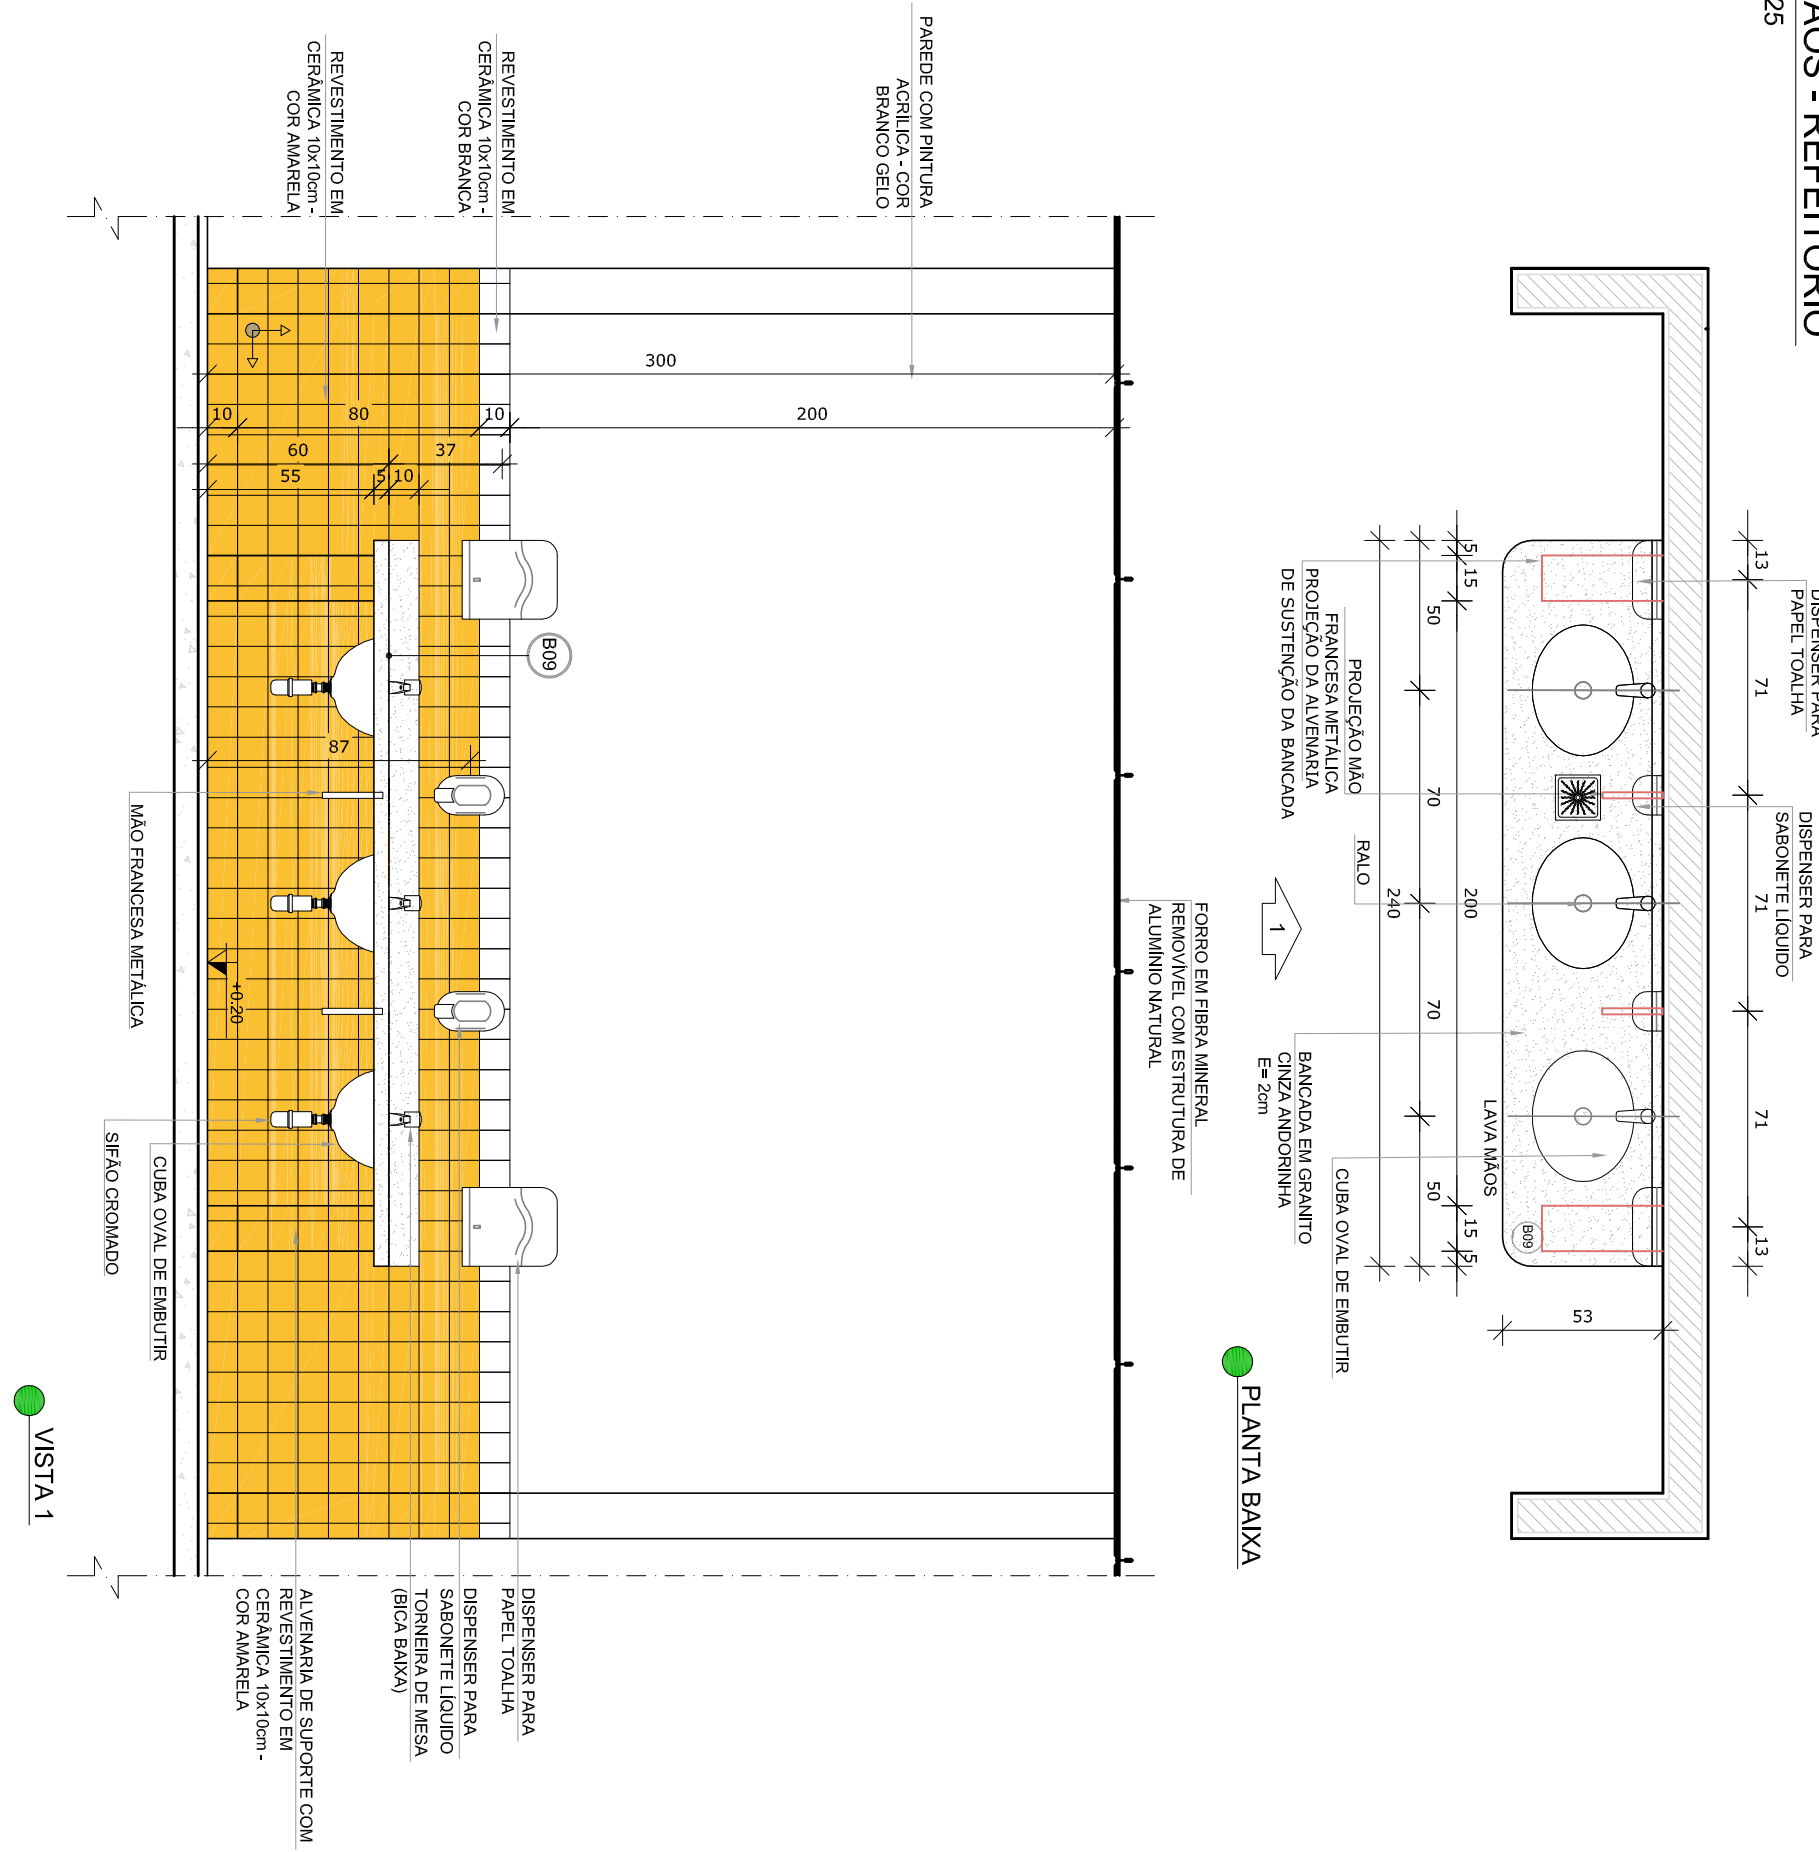 ÃOS - REFEITÓRIO
25
13
71
71
71
13
DISPENSER PARA
PAPEL TOALHA
DISPENSER PARA
SABONETE LÍQUIDO
5
15
200
15
5
50
70
70
50
240
53
LAVA MÃOS
B09
PROJEÇÃO DA ALVENARIA
DE SUSTENÇÃO DA BANCADA
PROJEÇÃO MÃO
FRANCESA METÁLICA
RALO
BANCADA EM GRANITO
CINZA ANDORINHA
E= 2cm
CUBA OVAL DE EMBUTIR
1
PLANTA BAIXA
PAREDE COM PINTURA
ACRÍLICA - COR
BRANCO GELO
REVESTIMENTO EM
CERÂMICA 10x10cm -
COR BRANCA
REVESTIMENTO EM
CERÂMICA 10x10cm -
COR AMARELA
FORRO EM FIBRA MINERAL
REMOVÍVEL COM ESTRUTURA DE
ALUMÍNIO NATURAL
300
10
80
10
200
60
37
55
5
10
B09
87
+0.20
MÃO FRANCESA METÁLICA
CUBA OVAL DE EMBUTIR
SIFÃO CROMADO
DISPENSER PARA
PAPEL TOALHA
DISPENSER PARA
SABONETE LÍQUIDO
TORNEIRA DE MESA
(BICA BAIXA)
ALVENARIA DE SUPORTE COM
REVESTIMENTO EM
CERÂMICA 10x10cm -
COR AMARELA
VISTA 1